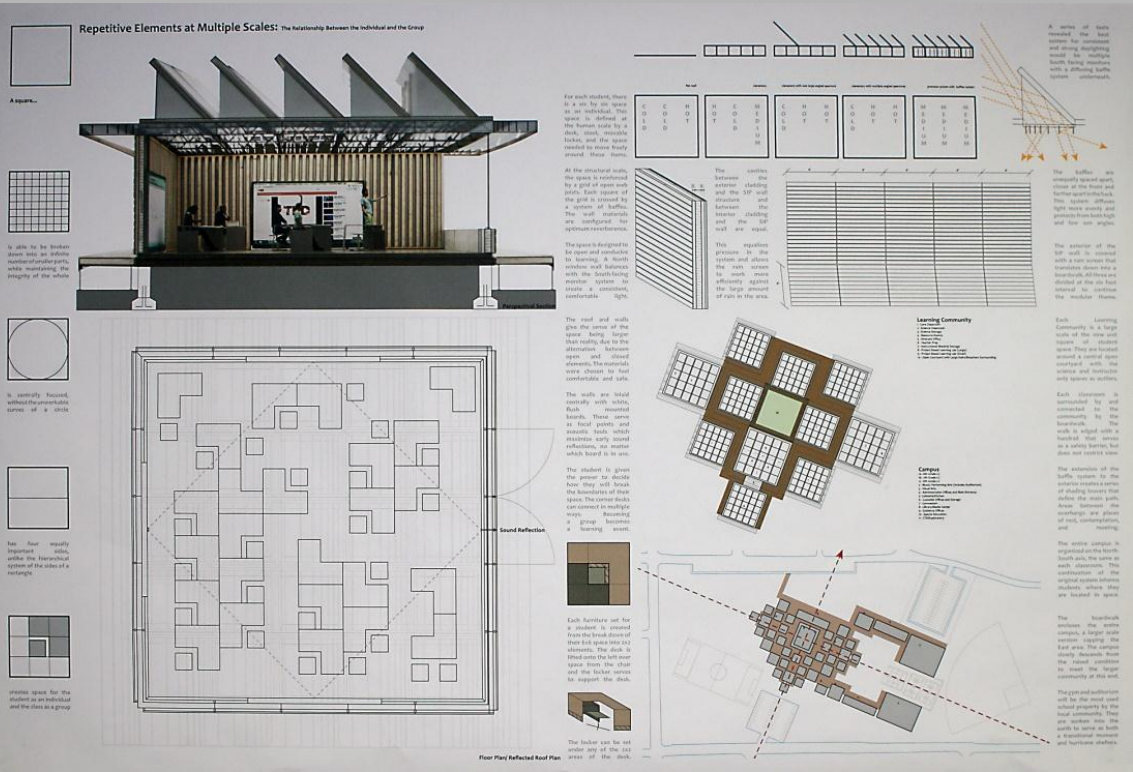 Repetitive Elements at Multiple Scales: The Relationship Between the Individual and the Group
A square...
is able to be broken
down into an infinite
number of smaller parts,
while maintaining the
integrity of the whole
is centrally focused,
without the unworkable
curves of a circle
has four equally
important sides,
unlike the hierarchical
system of the sides of a
rectangle
creates space for the
student as an individual
and the class as a group
Perspectival Section
For each student, there
is a six by six space
as an individual. This
space is defined at
the human scale by a
desk, stool, movable
locker, and the space
needed to move freely
around these items.
At the structural scale,
the space is reinforced
by a grid of open web
joists. Each square of
the grid is crossed by
a system of baffles.
The wall materials
are configured for
optimum reverberance.
The space is designed to
be open and conducive
to learning. A North
window wall balances
with the South-facing
monitor system to
create a consistent,
comfortable light.
The roof and walls
give the sense of the
space being larger
than reality, due to the
alternation between
open and closed
elements. The materials
were chosen to feel
comfortable and safe.
The walls are inlaid
centrally with white,
flush mounted
boards. These serve
as focal points and
acoustic tools which
maximize early sound
reflections, no matter
which board is in use.
The student is given
the power to decide
how they will break
the boundaries of their
space. The corner desks
can connect in multiple
ways. Becoming
a group becomes
a learning event.
Sound Reflection
Each furniture set for
a student is created
from the break down of
their 6x6 space into 2x2
elements. The desk is
lifted onto the left over
space from the chair
and the locker serves
to support the desk.
The locker can be set
under any of the 2x2
areas of the desk.
Floor Plan/ Reflected Roof Plan
The cavities
between the
exterior cladding
and the SIP wall
structure and
between the
interior cladding
and the SIP
wall are equal.
This equalizes
pressure in the
system and allows
the rain screen
to work more
efficiently against
the large amount
of rain in the area.
A series of tests
revealed the best
system for consistent
and strong daylighting
would be multiple
South facing monitors
with a diffusing baffle
system underneath.
The baffles are
unequally spaced apart,
closer at the front and
farther apart in the back.
This system diffuses
light more evenly and
protects from both high
and low sun angles.
The exterior of the
SIP wall is covered
with a rain screen that
translates down into a
boardwalk. All three are
divided at the six foot
interval to continue
the modular theme.
Learning Community
Each Learning
Community is a large
scale of the nine unit
square of student
space. They are located
around a central open
courtyard with the
science and instructor
only spaces as outliers.
Each classroom is
surrounded by and
connected to the
community by the
boardwalk. The
walk is edged with a
handrail that serves
as a safety barrier, but
does not restrict view.
Campus
The extension of the
baffle system to the
exterior creates a series
of shading louvers that
define the main path.
Areas between the
overhangs are places
of rest, contemplation,
and meeting.
The entire campus is
organized on the North-
South axis, the same as
each classroom. This
continuation of the
original system informs
students where they
are located in space.
The boardwalk
encloses the entire
campus, a larger scale
version capping the
East area. The campus
slowly descends from
the raised condition
to meet the larger
community at this end.
The gym and auditorium
will be the most used
school property by the
local community. They
are sunken into the
earth to serve as both
a transitional moment
and hurricane shelters.